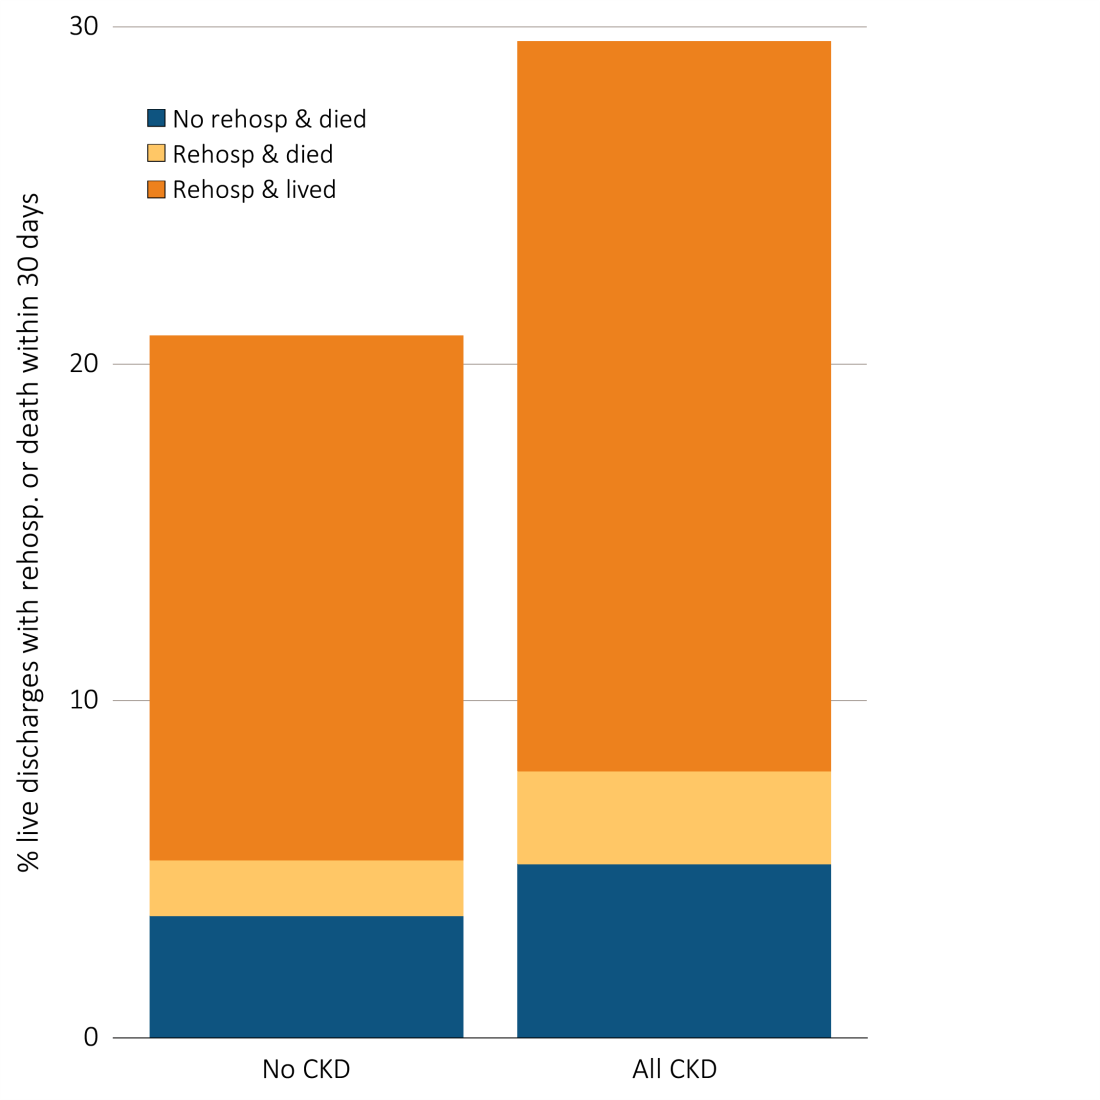 30
No rehosp & died
Rehosp & died
Rehosp & lived
% live discharges with rehosp. or death within 30 days
20
10
0
No CKD
All CKD